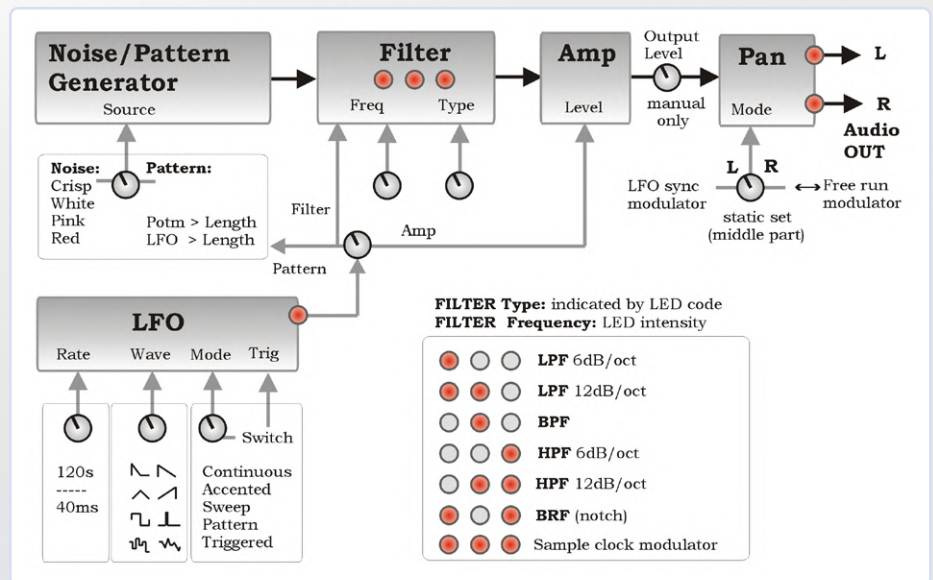 Noise/Pattern
Generator
Source
Filter
Freq
Type
Amp
Level
Output
Level
manual
only
Pan
Mode
L
R
Audio
OUT
Noise:
Crisp
White
Pink
Red
Pattern:
Potm > Length
LFO > Length
Filter
Amp
Pattern
L R
LFO sync
modulator
Free run
modulator
static set
(middle part)
LFO
Rate
Wave
Mode
Trig
Switch
120s
-----
40ms
Continuous
Accented
Sweep
Pattern
Triggered
FILTER Type: indicated by LED code
FILTER Frequency: LED intensity
LPF 6dB/oct
LPF 12dB/oct
BPF
HPF 6dB/oct
HPF 12dB/oct
BRF (notch)
Sample clock modulator